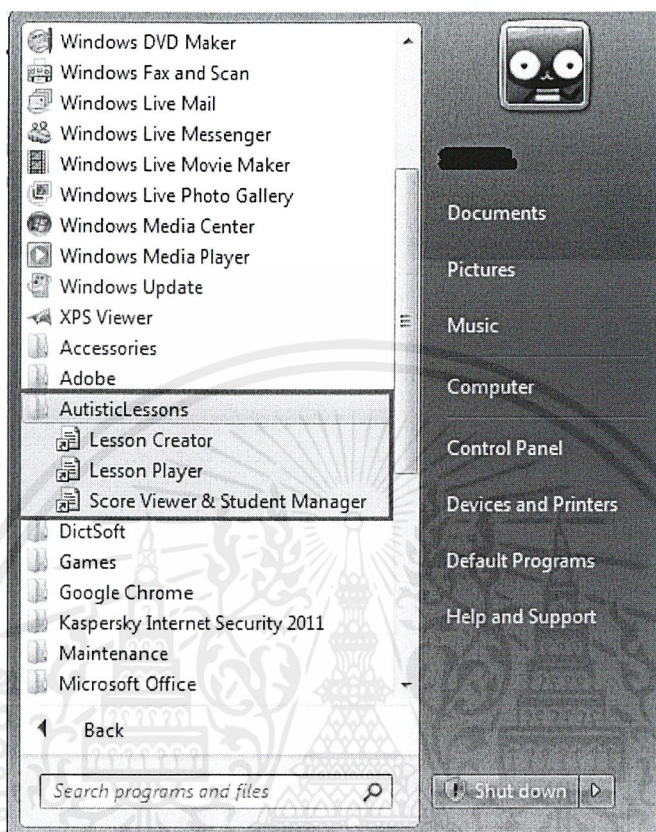 Windows DVD Maker
Windows Fax and Scan
Windows Live Mail
Windows Live Messenger
Windows Live Movie Maker
Windows Live Photo Gallery
Windows Media Center
Windows Media Player
Windows Update
XPS Viewer
Accessories
Adobe
AutisticLessons
Lesson Creator
Lesson Player
Score Viewer & Student Manager
DictSoft
Games
Google Chrome
Kaspersky Internet Security 2011
Maintenance
Microsoft Office
Back
Search programs and files
Documents
Pictures
Music
Computer
Control Panel
Devices and Printers
Default Programs
Help and Support
Shut down